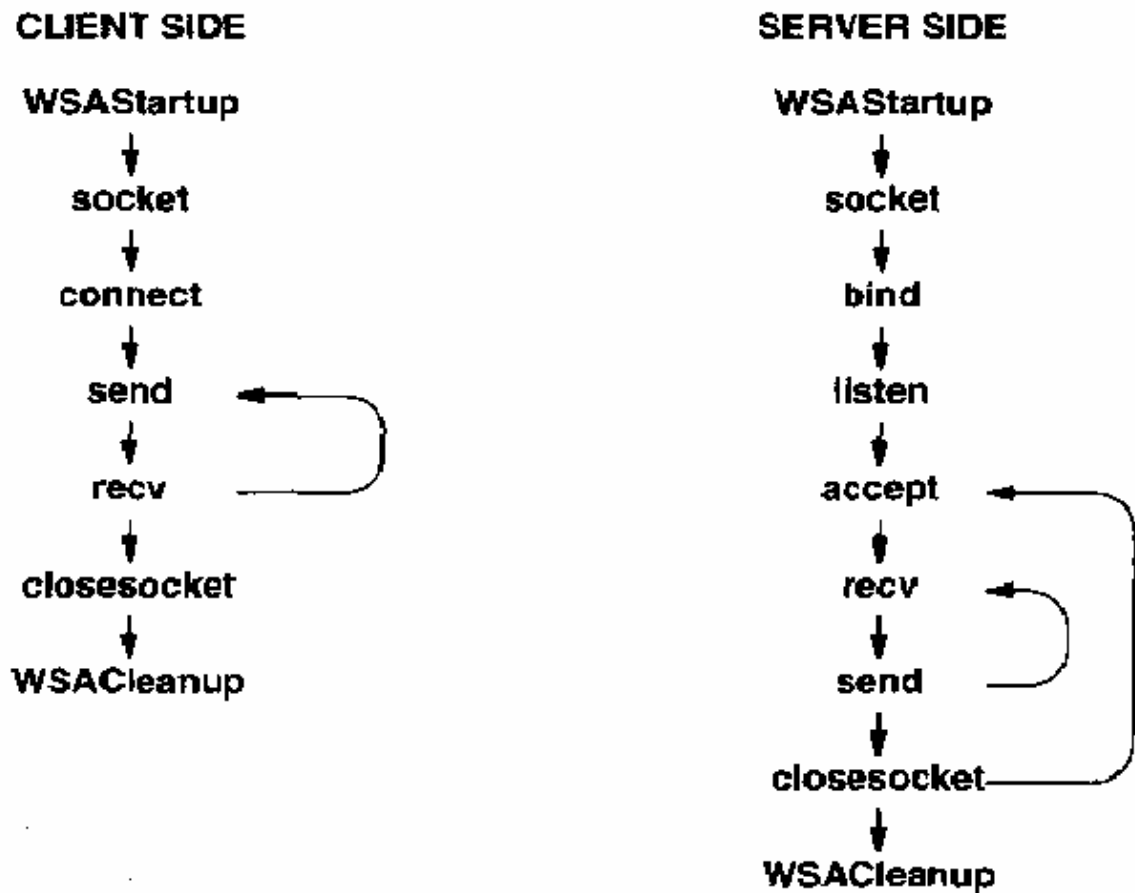 CLIENT SIDE
WSAStartup
socket
connect
send
recv
closesocket
WSACleanup
SERVER SIDE
WSAStartup
socket
bind
listen
accept
recv
send
closesocket
WSACleanup